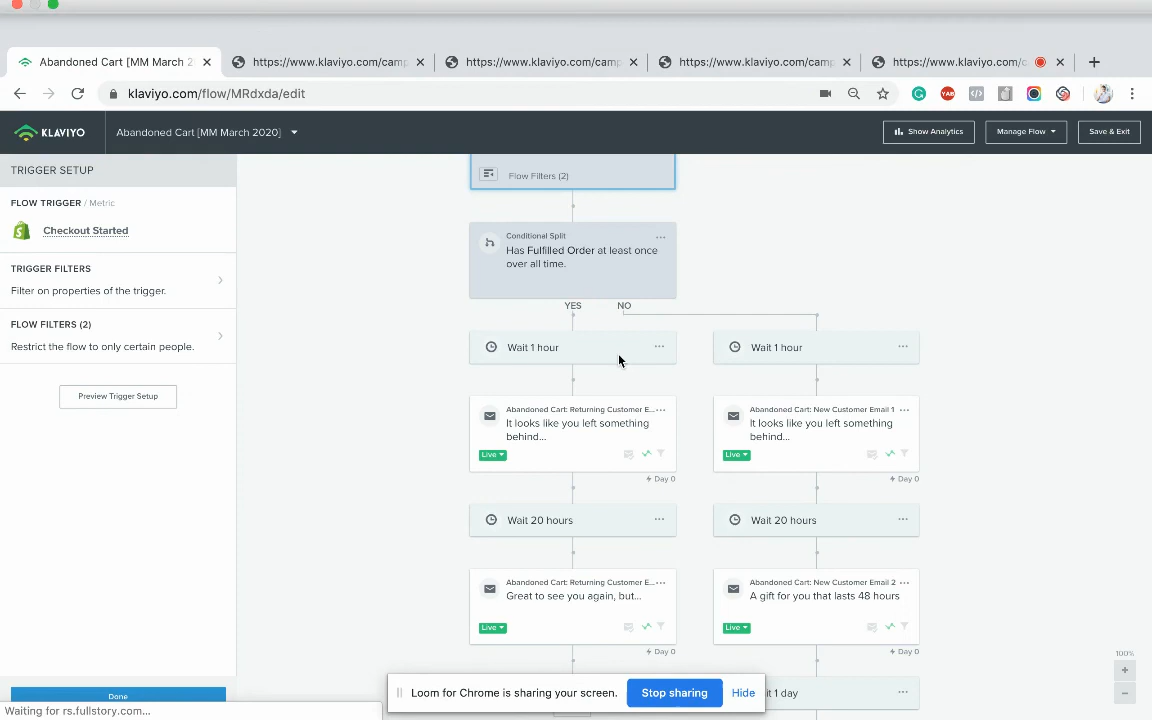 Abandoned Cart [MM March 2
https://www.klaviyo.com/camp
https://www.klaviyo.com/camp
https://www.klaviyo.com/camp
https://www.klaviyo.com/c
klaviyo.com/flow/MRdxda/edit
YAB
KLAVIYO
Abandoned Cart [MM March 2020]
Show Analytics
Manage Flow
Save & Exit
TRIGGER SETUP
FLOW TRIGGER / Metric
Checkout Started
TRIGGER FILTERS
Filter on properties of the trigger.
FLOW FILTERS (2)
Restrict the flow to only certain people.
Preview Trigger Setup
Done
Waiting for rs.fullstory.com...
Flow Filters (2)
Conditional Split
Has Fulfilled Order at least once
over all time.
YES
NO
Wait 1 hour
Wait 1 hour
Abandoned Cart: Returning Customer E...
It looks like you left something
behind...
Live
Day 0
Abandoned Cart: New Customer Email 1
It looks like you left something
behind...
Live
Day 0
Wait 20 hours
Wait 20 hours
Abandoned Cart: Returning Customer E...
Great to see you again, but...
Live
Day 0
Abandoned Cart: New Customer Email 2
A gift for you that lasts 48 hours
Live
Day 0
1 day
Loom for Chrome is sharing your screen.
Stop sharing
Hide
100%